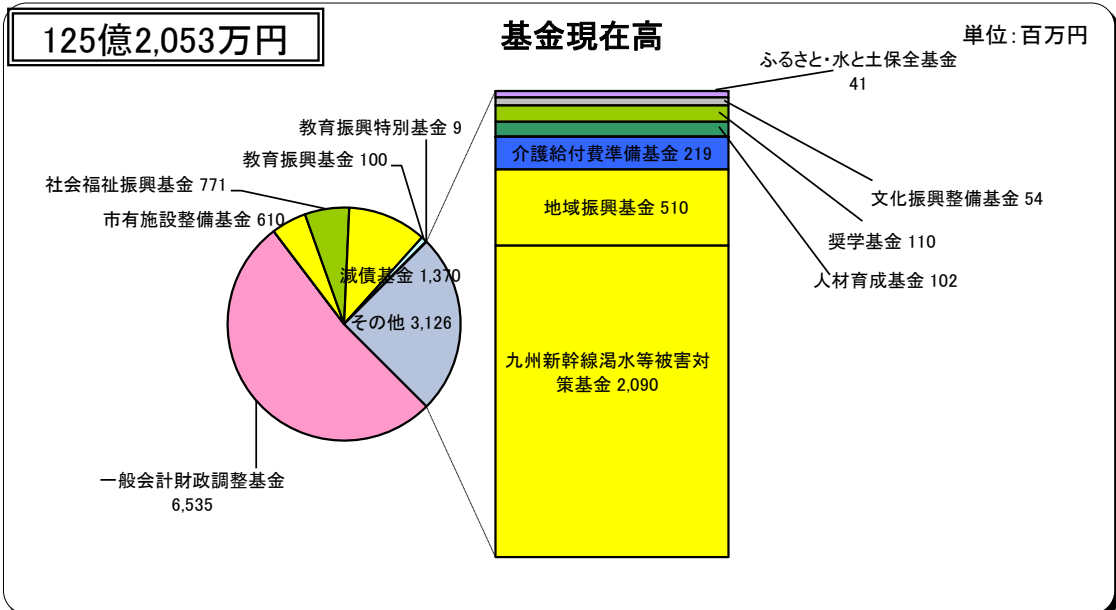 125億2,053万円
基金現在高
単位:百万円
ふるさと・水と土保全基金
41
教育振興特別基金 9
教育振興基金 100
社会福祉振興基金 771
市有施設整備基金 610
減債基金 1,370
その他 3,126
一般会計財政調整基金
6,535
介護給付費準備基金 219
地域振興基金 510
九州新幹線渇水等被害対
策基金 2,090
文化振興整備基金 54
奨学基金 110
人材育成基金 102